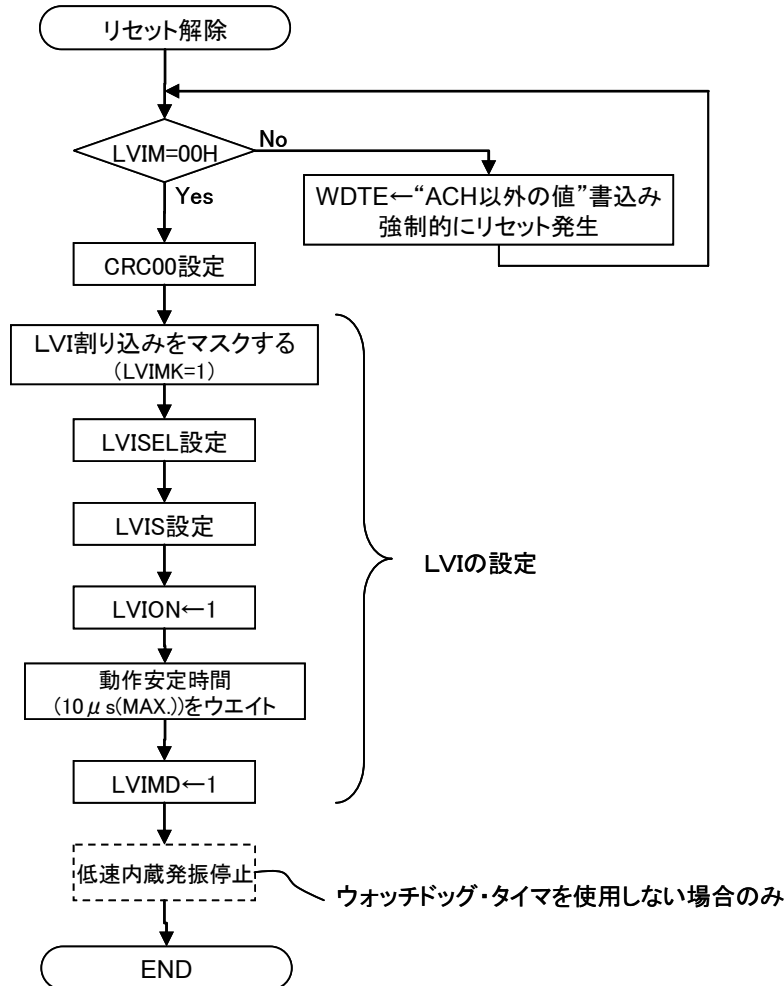 リセット解除
LVIM=00H
No
Yes
WDTE←“ACH以外の値”書込み
強制的にリセット発生
CRC00設定
LVI割り込みをマスクする
(LVIMK=1)
LVISEL設定
LVIS設定
LVION←1
動作安定時間
(10μs(MAX.))をウエイト
LVIMD←1
LVIの設定
低速内蔵発振停止
ウォッチドッグ・タイマを使用しない場合のみ
END